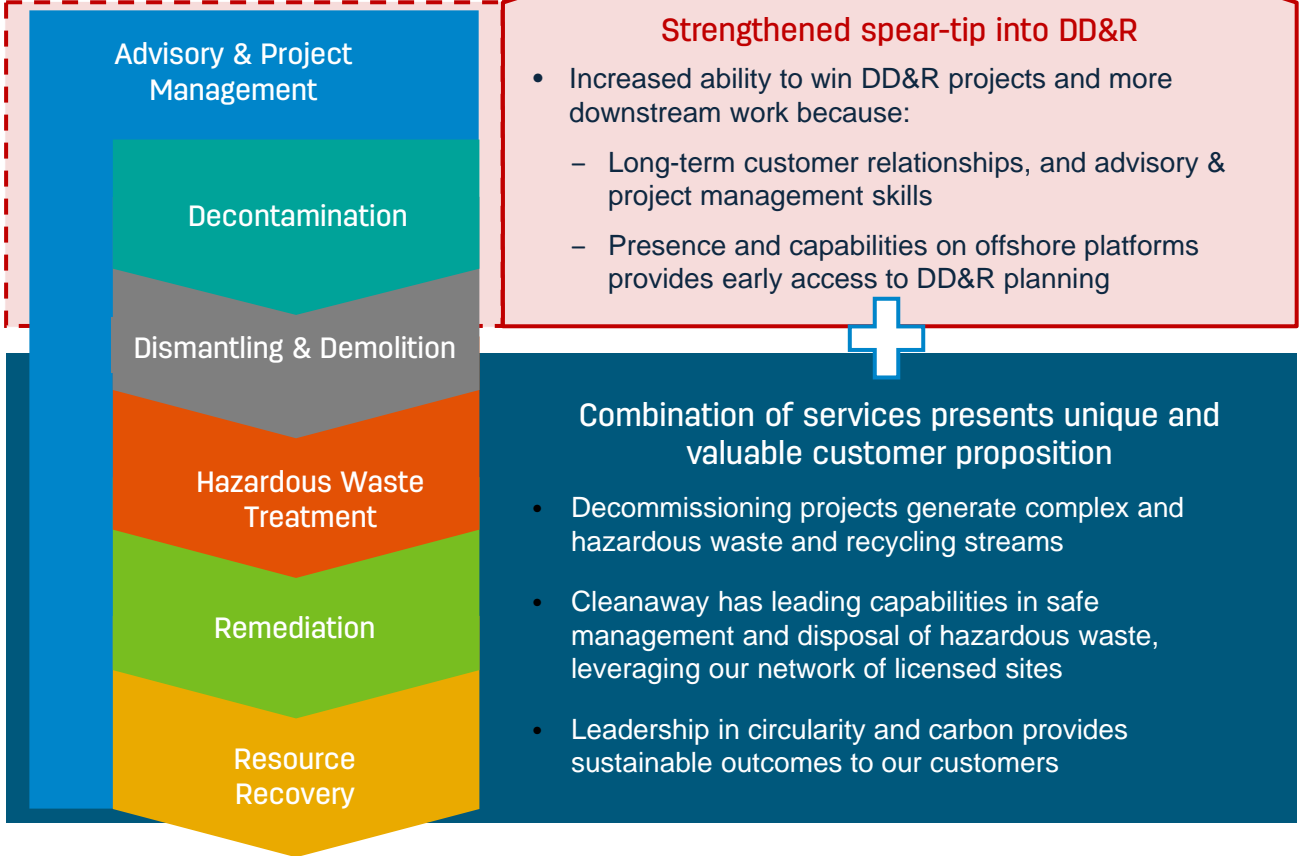 Advisory & Project
Management
Decontamination
Dismantling & Demolition
Hazardous Waste
Treatment
Remediation
Resource
Recovery
Strengthened spear-tip into DD&R
• Increased ability to win DD&R projects and more
downstream work because:
– Long-term customer relationships, and advisory &
project management skills
– Presence and capabilities on offshore platforms
provides early access to DD&R planning
Combination of services presents unique and
valuable customer proposition
• Decommissioning projects generate complex and
hazardous waste and recycling streams
• Cleanaway has leading capabilities in safe
management and disposal of hazardous waste,
leveraging our network of licensed sites
• Leadership in circularity and carbon provides
sustainable outcomes to our customers